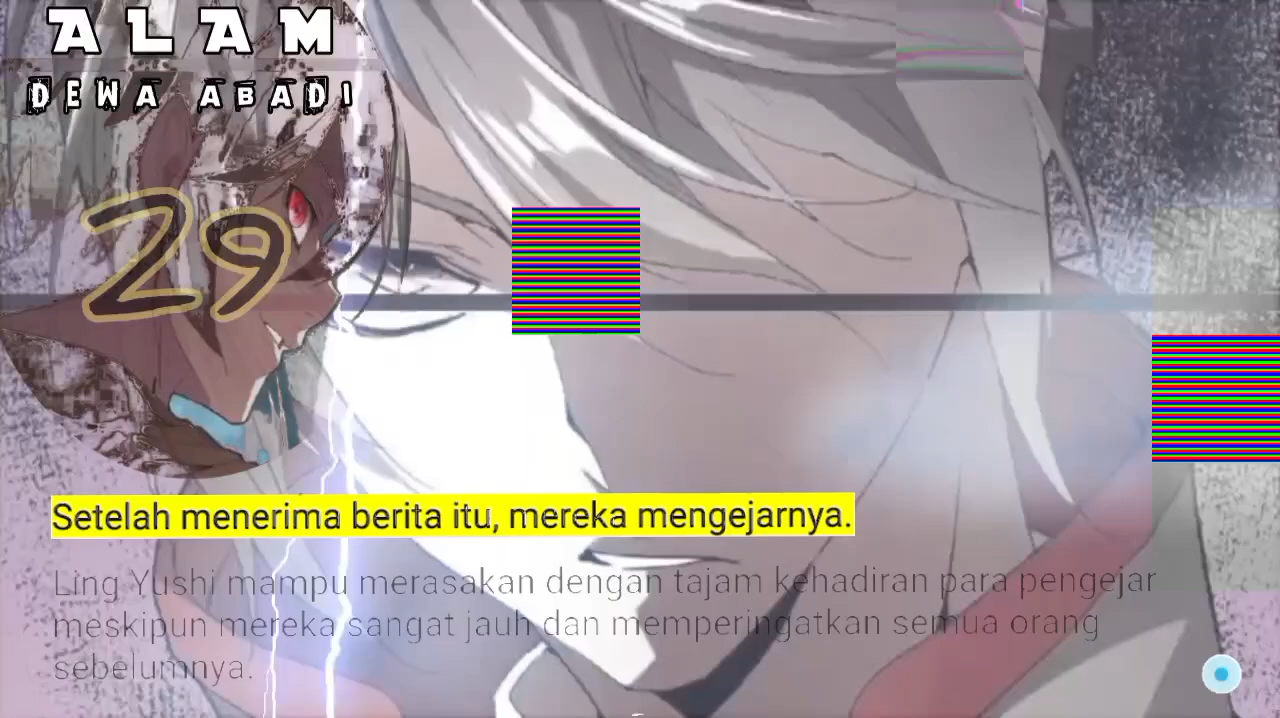 ALAM
DEWA ABADI
29
Setelah menerima berita itu, mereka mengejarnya.
Ling Yushi mampu merasakan dengan tajam kehadiran para pengejar
meskipun mereka sangat jauh dan memperingatkan semua orang
sebelumnya.